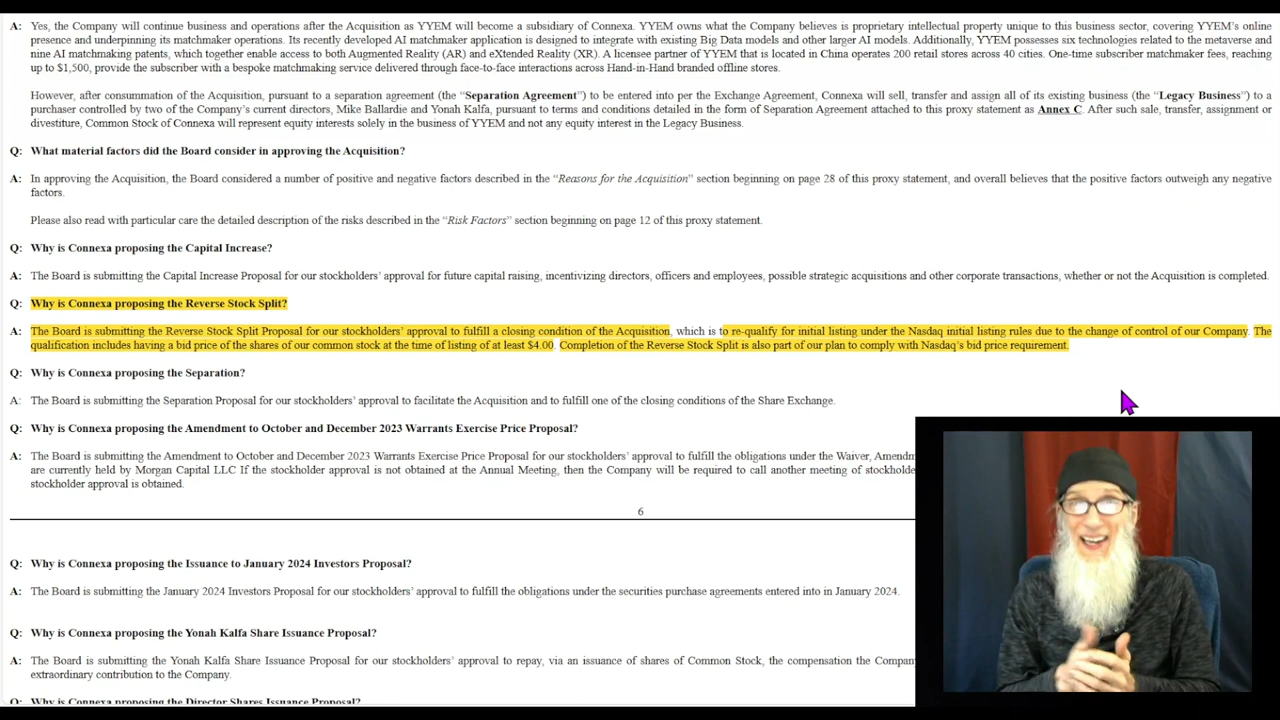 A: Yes, the Company will continue business and operations after the Acquisition as YYEM will become a subsidiary of Connexa. YYEM owns what the Company believes is proprietary intellectual property unique to this business sector, covering YYEM's online
presence and underpinning its matchmaker operations. Its recently developed AI matchmaker application is designed to integrate with existing Big Data models and other larger AI models. Additionally, YYEM possesses six technologies related to the metaverse and
nine AI matchmaking patents, which together enable access to both Augmented Reality (AR) and eXtended Reality (XR). A licensee partner of YYEM that is located in China operates 200 retail stores across 40 cities. One-time subscriber matchmaker fees, reaching
up to $1,500, provide the subscriber with a bespoke matchmaking service delivered through face-to-face interactions across Hand-in-Hand branded offline stores.
However, after consummation of the Acquisition, pursuant to a separation agreement (the “Separation Agreement”) to be entered into per the Exchange Agreement, Connexa will sell, transfer and assign all of its existing business (the “Legacy Business”) to a
purchaser controlled by two of the Company's current directors, Mike Ballardie and Yonah Kalfa, pursuant to terms and conditions detailed in the form of Separation Agreement attached to this proxy statement as Annex C. After such sale, transfer, assignment or
divestiture, Common Stock of Connexa will represent equity interests solely in the business of YYEM and not any equity interest in the Legacy Business.
Q: What material factors did the Board consider in approving the Acquisition?
A: In approving the Acquisition, the Board considered a number of positive and negative factors described in the “Reasons for the Acquisition” section beginning on page 28 of this proxy statement, and overall believes that the positive factors outweigh any negative
factors.
Please also read with particular care the detailed description of the risks described in the “Risk Factors” section beginning on page 12 of this proxy statement.
Q: Why is Connexa proposing the Capital Increase?
A: The Board is submitting the Capital Increase Proposal for our stockholders' approval for future capital raising, incentivizing directors, officers and employees, possible strategic acquisitions and other corporate transactions, whether or not the Acquisition is completed.
Q: Why is Connexa proposing the Reverse Stock Split?
A: The Board is submitting the Reverse Stock Split Proposal for our stockholders' approval to fulfill a closing condition of the Acquisition, which is to re-qualify for initial listing under the Nasdaq initial listing rules due to the change of control of our Company. The
qualification includes having a bid price of the shares of our common stock at the time of listing of at least $4.00. Completion of the Reverse Stock Split is also part of our plan to comply with Nasdaq's bid price requirement.
Q: Why is Connexa proposing the Separation?
A: The Board is submitting the Separation Proposal for our stockholders' approval to facilitate the Acquisition and to fulfill one of the closing conditions of the Share Exchange.
Q: Why is Connexa proposing the Amendment to October and December 2023 Warrants Exercise Price Proposal?
A: The Board is submitting the Amendment to October and December 2023 Warrants Exercise Price Proposal for our stockholders' approval to fulfill the obligations under the Waiver, Amendm
are currently held by Morgan Capital LLC If the stockholder approval is not obtained at the Annual Meeting, then the Company will be required to call another meeting of stockholde
stockholder approval is obtained.
6
Q: Why is Connexa proposing the Issuance to January 2024 Investors Proposal?
A: The Board is submitting the January 2024 Investors Proposal for our stockholders' approval to fulfill the obligations under the securities purchase agreements entered into in January 2024.
Q: Why is Connexa proposing the Yonah Kalfa Share Issuance Proposal?
A: The Board is submitting the Yonah Kalfa Share Issuance Proposal for our stockholders' approval to repay, via an issuance of shares of Common Stock, the compensation the Compan
extraordinary contribution to the Company.
Q: Why is Connexa proposing the Director Shares Issuance Proposal?